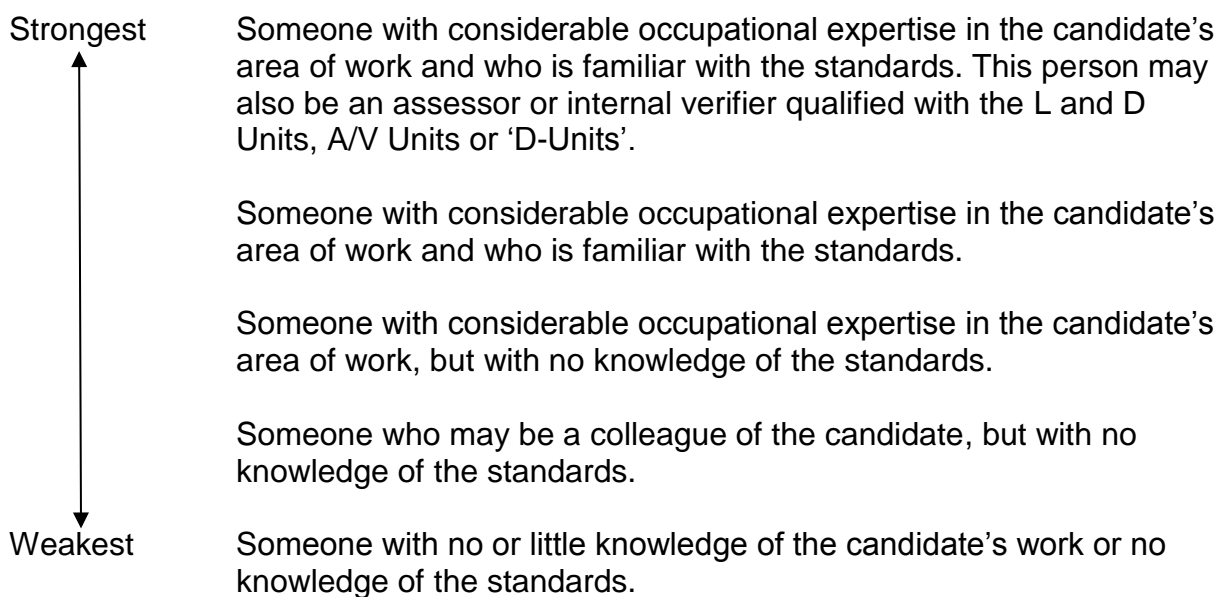 Strongest Someone with considerable occupational expertise in the candidate’s
area of work and who is familiar with the standards. This person may
also be an assessor or internal verifier qualified with the L and D
Units, A/V Units or ‘D-Units’.
Someone with considerable occupational expertise in the candidate’s
area of work and who is familiar with the standards.
Someone with considerable occupational expertise in the candidate’s
area of work, but with no knowledge of the standards.
Someone who may be a colleague of the candidate, but with no
knowledge of the standards.
Weakest Someone with no or little knowledge of the candidate’s work or no
knowledge of the standards.